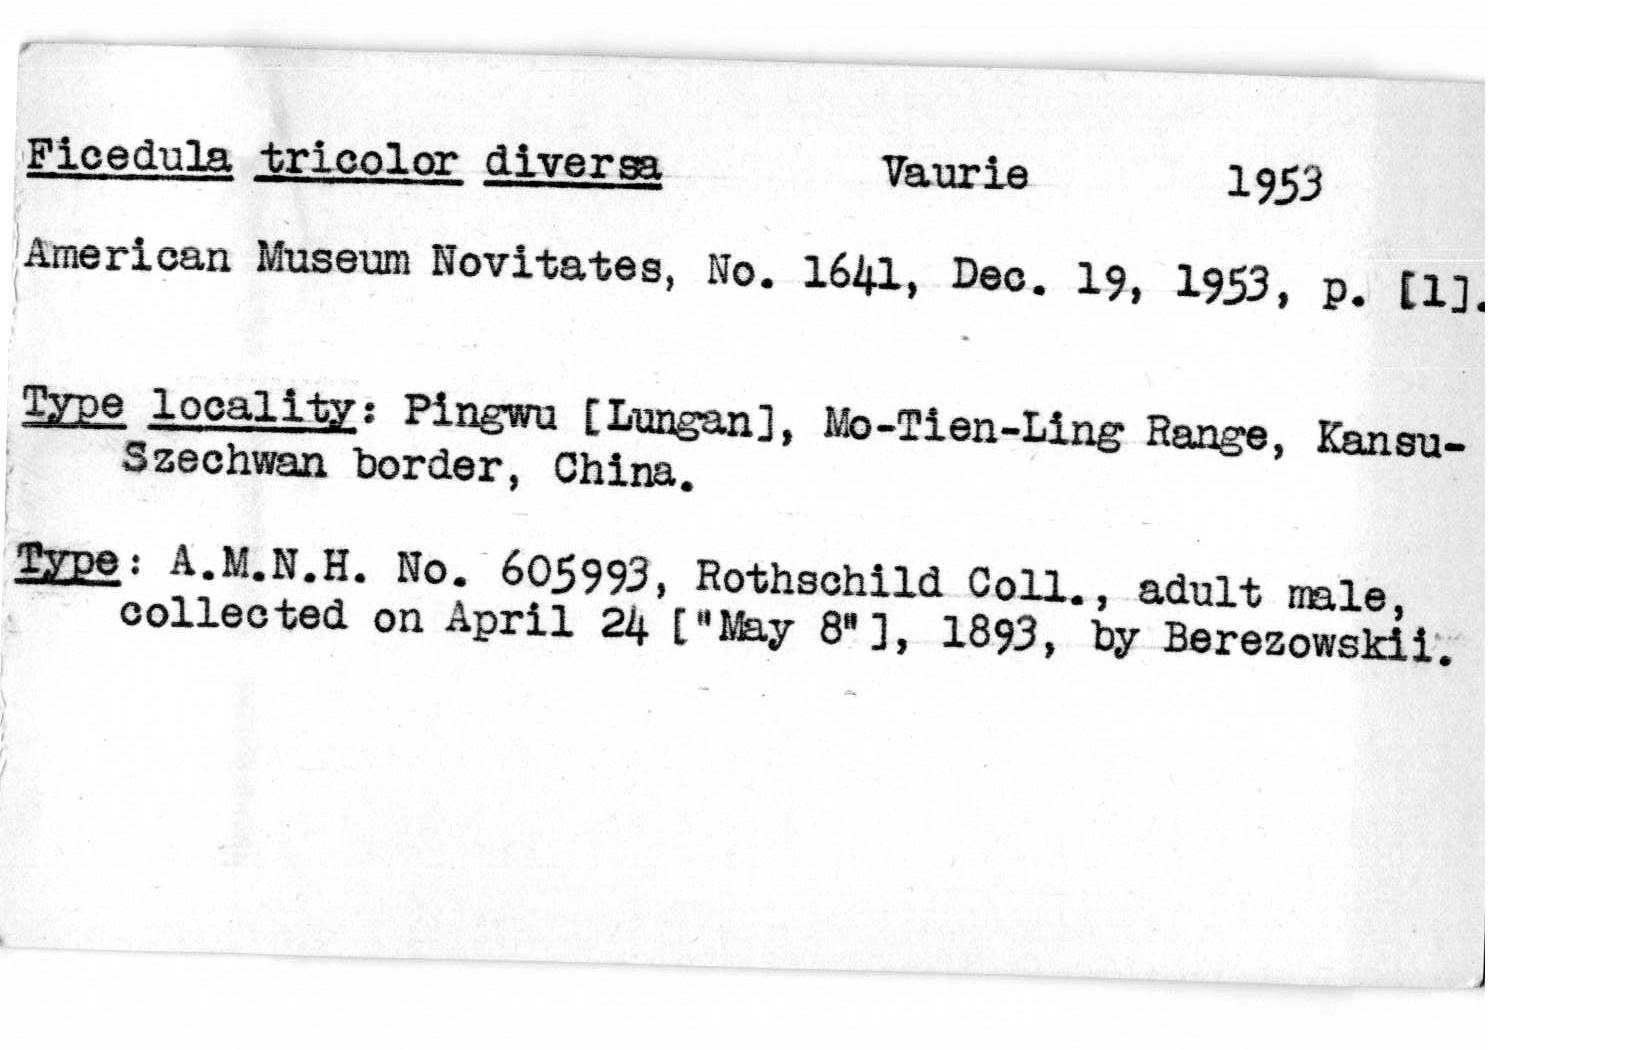 Ficedula tricolor diversa Vaurie 1953
American Museum Novitates, No. 1641, Dec. 19, 1953, p. [1].
Type locality: Pingwu [Lungan], Mo-Tien-Ling Range, Kansu-
Szechwan border, China.
Type: A.M.N.H. No. 605993, Rothschild Coll., adult male,
collected on April 24 ["May 8"], 1893, by Berezowskii.